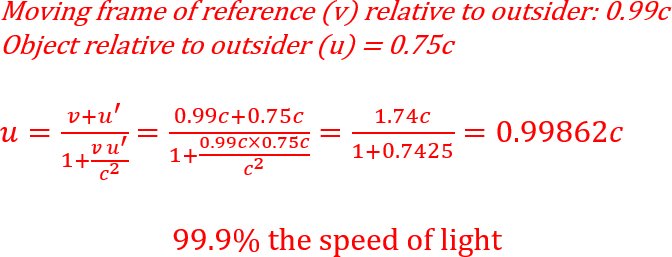 Moving frame of reference (v) relative to outsider: 0.99c
Object relative to outsider (u) = 0.75c
u = \frac{v+u'}{1+\frac{v u'}{c^2}} = \frac{0.99c+0.75c}{1+\frac{0.99c×0.75c}{c^2}} = \frac{1.74c}{1+0.7425} = 0.99862c
99.9% the speed of light